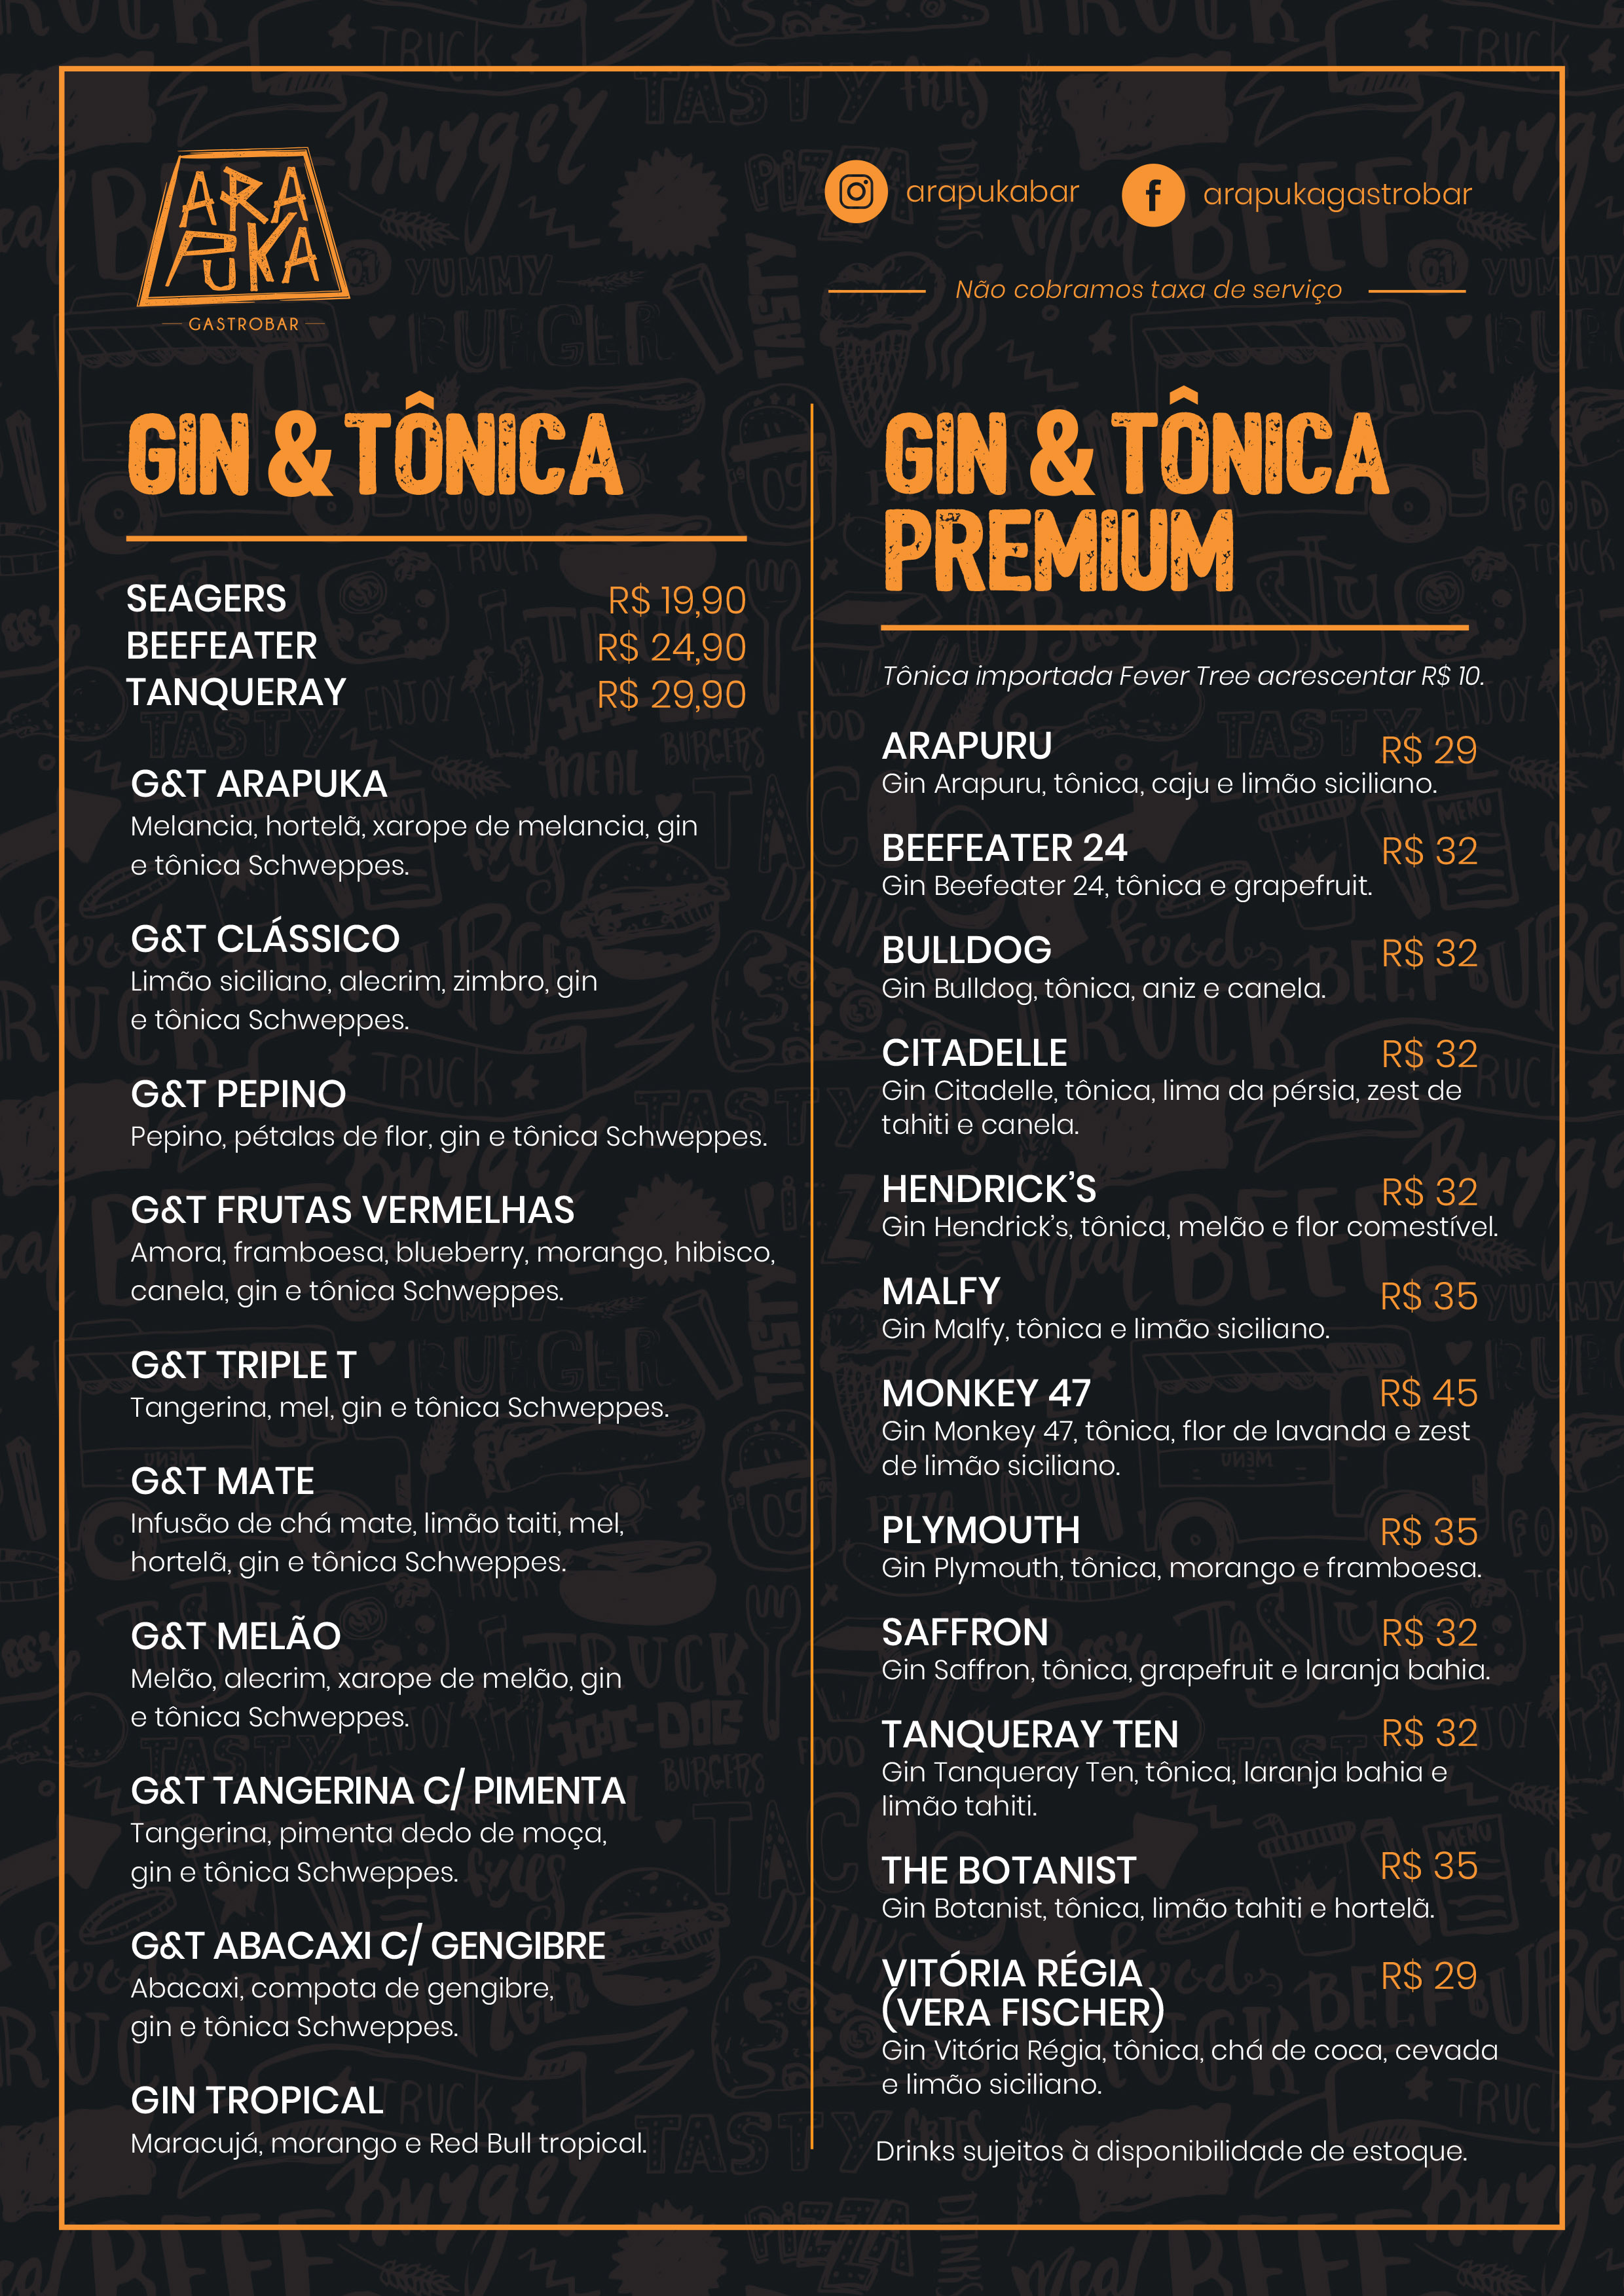 ARA
PUKA
GASTROBAR
arapukabar
arapukagastrobar
Não cobramos taxa de serviço
GIN & TÔNICA
SEAGERS R$ 19,90
BEEFEATER R$ 24,90
TANQUERAY R$ 29,90
G&T ARAPUKA
Melancia, hortelã, xarope de melancia, gin
e tônica Schweppes.
G&T CLÁSSICO
Limão siciliano, alecrim, zimbro, gin
e tônica Schweppes.
G&T PEPINO
Pepino, pétalas de flor, gin e tônica Schweppes.
G&T FRUTAS VERMELHAS
Amora, framboesa, blueberry, morango, hibisco,
canela, gin e tônica Schweppes.
G&T TRIPLE T
Tangerina, mel, gin e tônica Schweppes.
G&T MATE
Infusão de chá mate, limão taiti, mel,
hortelã, gin e tônica Schweppes.
G&T MELÃO
Melão, alecrim, xarope de melão, gin
e tônica Schweppes.
G&T TANGERINA C/ PIMENTA
Tangerina, pimenta dedo de moça,
gin e tônica Schweppes.
G&T ABACAXI C/ GENGIBRE
Abacaxi, compota de gengibre,
gin e tônica Schweppes.
GIN TROPICAL
Maracujá, morango e Red Bull tropical.
GIN & TÔNICA
PREMIUM
Tônica importada Fever Tree acrescentar R$ 10.
ARAPURU R$ 29
Gin Arapuru, tônica, caju e limão siciliano.
BEEFEATER 24 R$ 32
Gin Beefeater 24, tônica e grapefruit.
BULLDOG R$ 32
Gin Bulldog, tônica, aniz e canela.
CITADELLE R$ 32
Gin Citadelle, tônica, lima da pérsia, zest de
tahiti e canela.
HENDRICK'S R$ 32
Gin Hendrick's, tônica, melão e flor comestível.
MALFY R$ 35
Gin Malfy, tônica e limão siciliano.
MONKEY 47 R$ 45
Gin Monkey 47, tônica, flor de lavanda e zest
de limão siciliano.
PLYMOUTH R$ 35
Gin Plymouth, tônica, morango e framboesa.
SAFFRON R$ 32
Gin Saffron, tônica, grapefruit e laranja bahia.
TANQUERAY TEN R$ 32
Gin Tanqueray Ten, tônica, laranja bahia e
limão tahiti.
THE BOTANIST R$ 35
Gin Botanist, tônica, limão tahiti e hortelã.
VITÓRIA RÉGIA R$ 29
(VERA FISCHER)
Gin Vitória Régia, tônica, chá de coca, cevada
e limão siciliano.
Drinks sujeitos à disponibilidade de estoque.